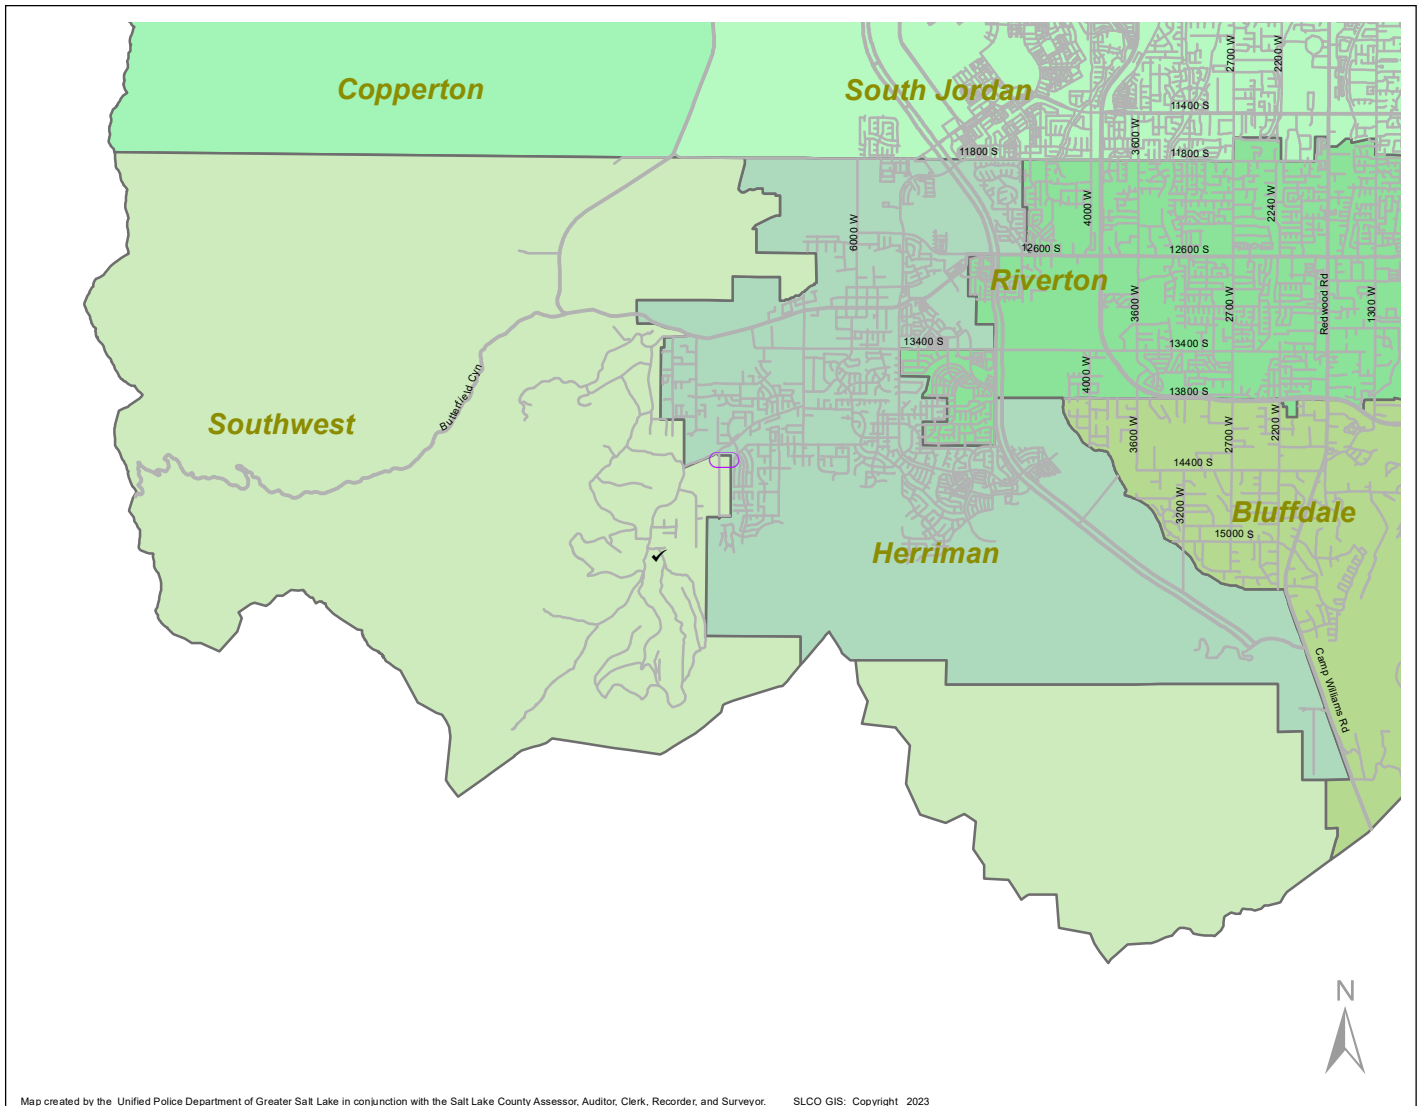 2700 W
2200 W
Copperton
South Jordan
11400 S
3600 W
11800 S
11800 S
4000 W
2240 W
6000 W
12600 S
12600 S
Riverton
3600 W
2700 W
Redwood Rd
1300 W
13400 S
13400 S
4000 W
13800 S
Butterfield Cyn
Southwest
3600 W
2700 W
2200 W
14400 S
3200 W
Bluffdale
15000 S
Herriman
Camp Williams Rd
N
Map created by the Unified Police Department of Greater Salt Lake in conjunction with the Salt Lake County Assessor, Auditor, Clerk, Recorder, and Surveyor. SLCO GIS: Copyright 2023